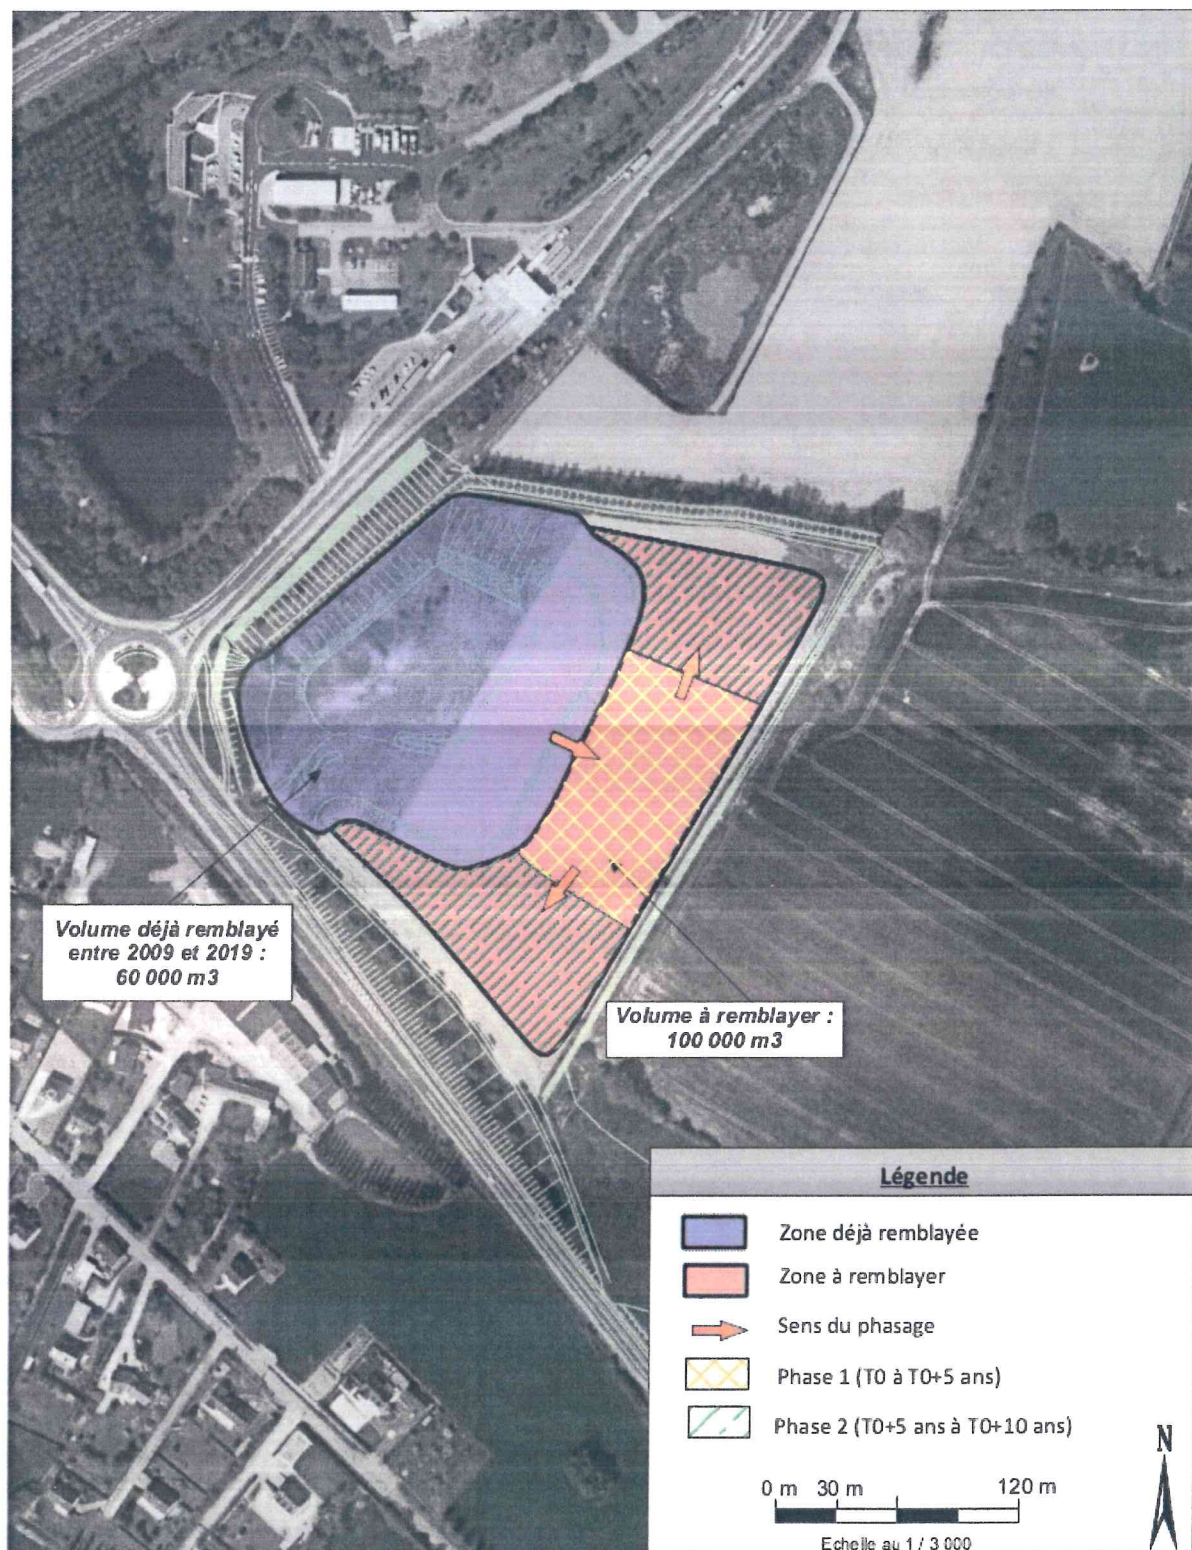 Volume déjà remblayé
entre 2009 et 2019 :
60 000 m3
Volume à remblayer :
100 000 m3
Légende
Zone déjà remblayée
Zone à remblayer
Sens du phasage
Phase 1 (T0 à T0+5 ans)
Phase 2 (T0+5 ans à T0+10 ans)
N
0 m 30 m 120 m
Echelle au 1 / 3 000